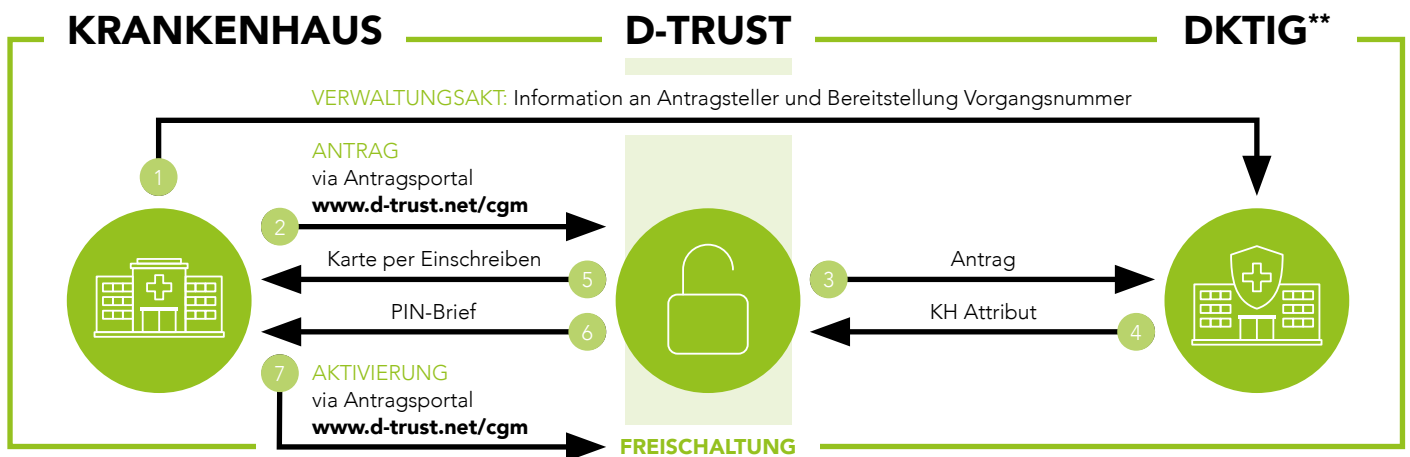 KRANKENHAUS
D-TRUST
DKTIG**
VERWALTUNGSAKT: Information an Antragsteller und Bereitstellung Vorgangsnummer
1
ANTRAG
via Antragsportal
www.d-trust.net/cgm
2
Karte per Einschreiben
5
3
Antrag
PIN-Brief
6
KH Attribut
4
7
AKTIVIERUNG
via Antragsportal
www.d-trust.net/cgm
FREISCHALTUNG